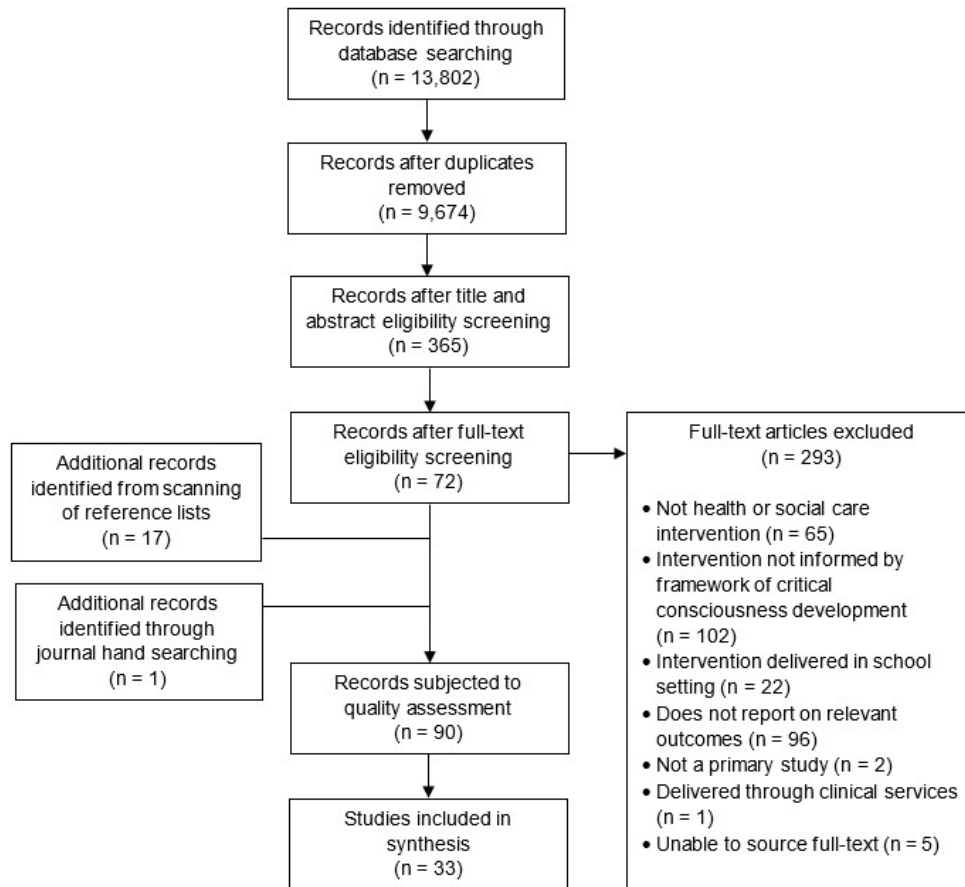 Records identified through
database searching
(n = 13,802)
Records after duplicates
removed
(n = 9,674)
Records after title and
abstract eligibility screening
(n = 365)
Records after full-text
eligibility screening
(n = 72)
Full-text articles excluded
(n = 293)
• Not health or social care
intervention (n = 65)
• Intervention not informed by
framework of critical
consciousness development
(n = 102)
• Intervention delivered in school
setting (n = 22)
• Does not report on relevant
outcomes (n = 96)
• Not a primary study (n = 2)
• Delivered through clinical services
(n = 1)
• Unable to source full-text (n = 5)
Additional records
identified from scanning
of reference lists
(n = 17)
Additional records
identified through
journal hand searching
(n = 1)
Records subjected to
quality assessment
(n = 90)
Studies included in
synthesis
(n = 33)